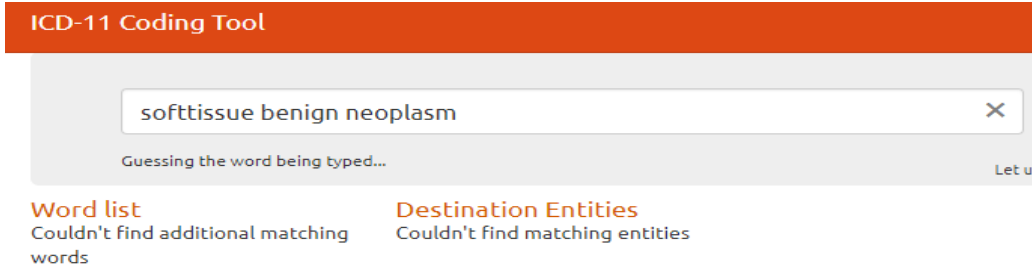 ICD-11 Coding Tool
softtissue benign neoplasm ×
Guessing the word being typed...
Let u
Word list
Destination Entities
Couldn't find additional matching
words
Couldn't find matching entities